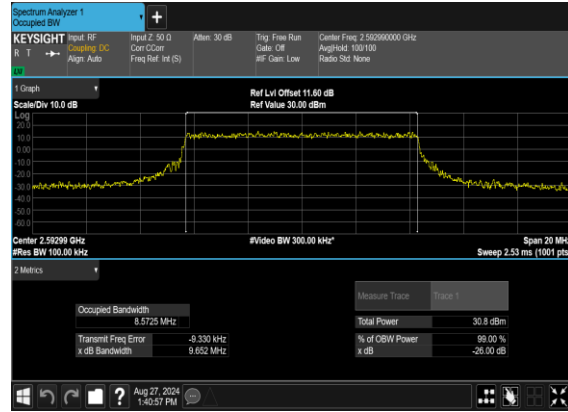 Spectrum Analyzer 1
Occupied BW
KEYSIGHT Input: RF Input Z: 50 Ω Atten: 30 dB Trig: Free Run Center Freq: 2.592990000 GHz
R T Coupling: DC Corr CCorr Gate: Off Avg|Hold: 100/100
Align: Auto Freq Ref: Int (S) #IF Gain: Low Radio Std: None
LXI
1 Graph Ref Lvl Offset 11.60 dB
Scale/Div 10.0 dB Ref Value 30.00 dBm
Log
20.0
10.0
0.00
-10.0
-20.0
-30.0
-40.0
-50.0
-60.0
Center 2.59299 GHz #Video BW 300.00 kHz* Span 20 MHz
#Res BW 100.00 kHz Sweep 2.53 ms (1001 pts
2 Metrics
Measure Trace Trace 1
Occupied Bandwidth
8.5725 MHz Total Power 30.8 dBm
Transmit Freq Error -9.330 kHz % of OBW Power 99.00 %
x dB Bandwidth 9.652 MHz x dB -26.00 dB
? Aug 27, 2024
1:40:57 PM